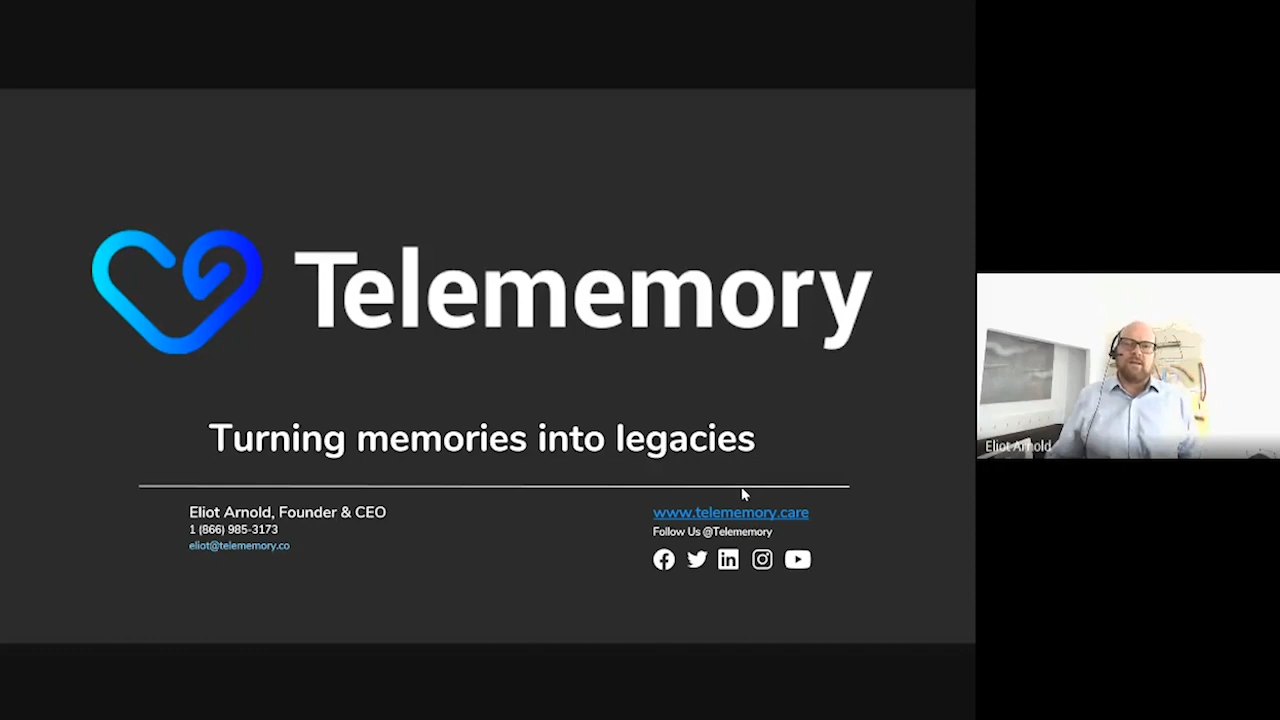 Telememory
Turning memories into legacies
Eliot Arnold, Founder & CEO
1 (866) 985-3173
eliot@telememory.co
www.telememory.care
Follow Us @Telememory
Eliot Arnold